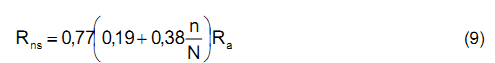 R_ns = 0,77(0,19 + 0,38 n/N)R_a (9)